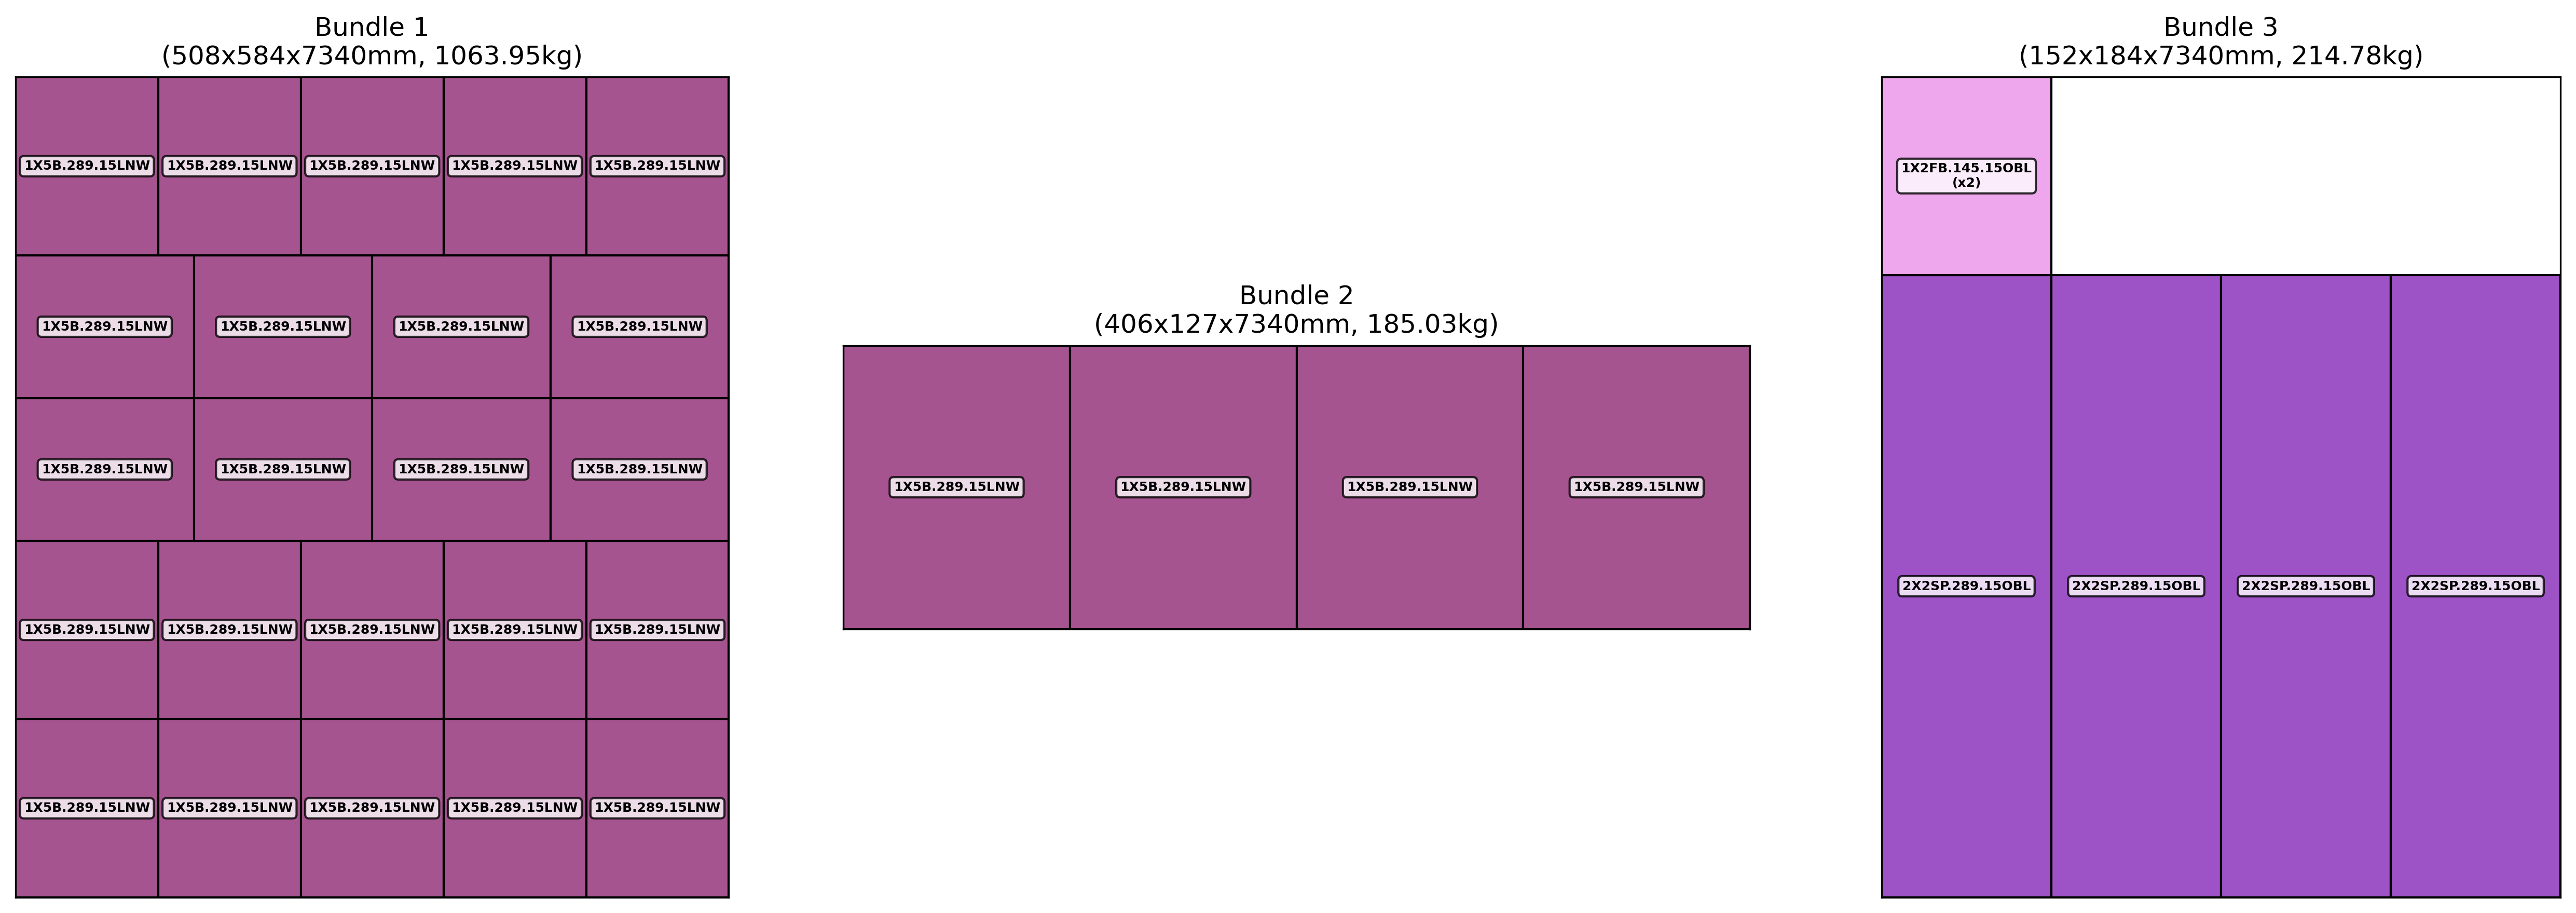 Bundle 1
(508x584x7340mm, 1063.95kg)
1X5B.289.15LNW 1X5B.289.15LNW 1X5B.289.15LNW 1X5B.289.15LNW 1X5B.289.15LNW
1X5B.289.15LNW 1X5B.289.15LNW 1X5B.289.15LNW 1X5B.289.15LNW
1X5B.289.15LNW 1X5B.289.15LNW 1X5B.289.15LNW 1X5B.289.15LNW
1X5B.289.15LNW 1X5B.289.15LNW 1X5B.289.15LNW 1X5B.289.15LNW 1X5B.289.15LNW
1X5B.289.15LNW 1X5B.289.15LNW 1X5B.289.15LNW 1X5B.289.15LNW 1X5B.289.15LNW
Bundle 2
(406x127x7340mm, 185.03kg)
1X5B.289.15LNW 1X5B.289.15LNW 1X5B.289.15LNW 1X5B.289.15LNW
Bundle 3
(152x184x7340mm, 214.78kg)
1X2FB.145.15OBL
(x2)
2X2SP.289.15OBL 2X2SP.289.15OBL 2X2SP.289.15OBL 2X2SP.289.15OBL